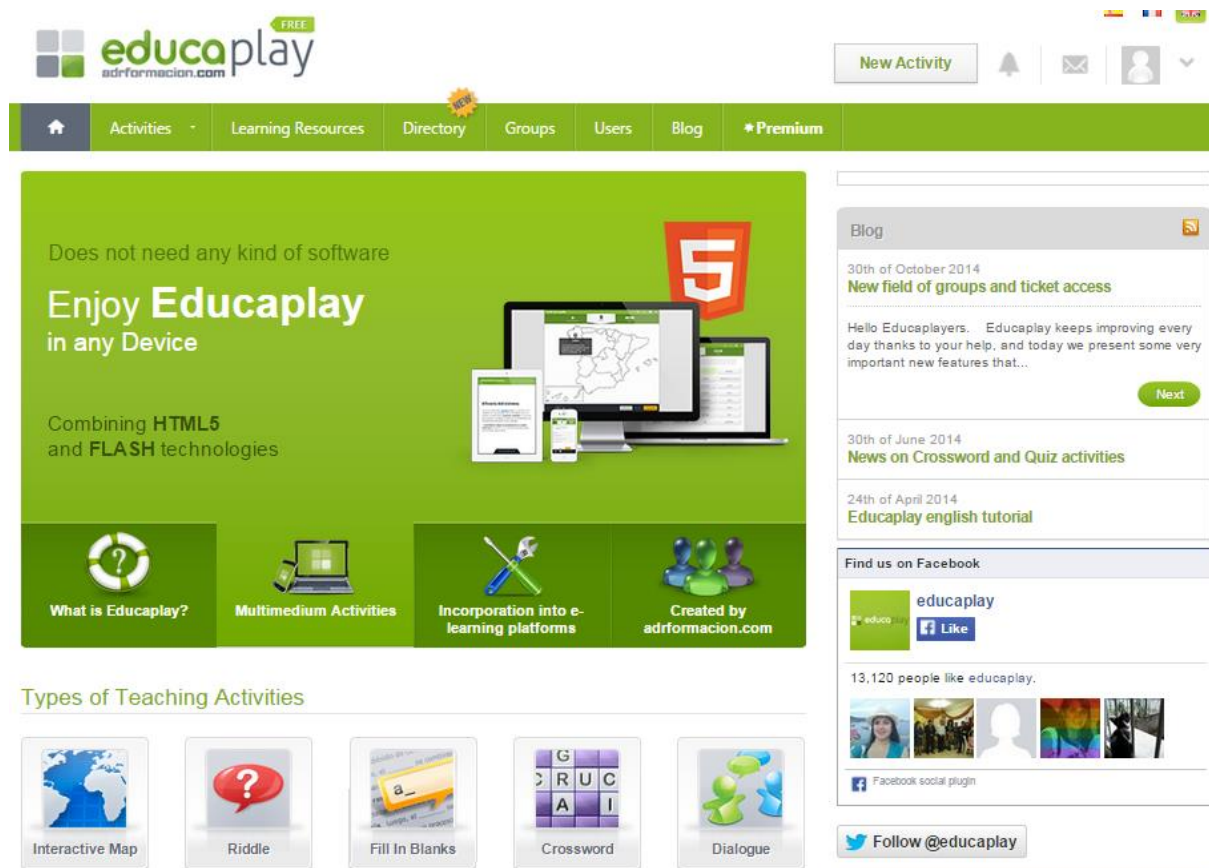 FREE
educaplay
adrformacion.com
New Activity
NEW
Activities
Learning Resources
Directory
Groups
Users
Blog
*Premium
Does not need any kind of software
Enjoy Educaplay
in any Device
Combining HTML5
and FLASH technologies
5
What is Educaplay?
Multimedium Activities
Incorporation into e-
learning platforms
Created by
adrformacion.com
Types of Teaching Activities
a_
G
C R U C
A I
Interactive Map
Riddle
Fill In Blanks
Crossword
Dialogue
Blog
30th of October 2014
New field of groups and ticket access
Hello Educaplayers. Educaplay keeps improving every
day thanks to your help, and today we present some very
important new features that...
Next
30th of June 2014
News on Crossword and Quiz activities
24th of April 2014
Educaplay english tutorial
Find us on Facebook
educaplay
educaplay
Like
13,120 people like educaplay.
Facebook social plugin
Follow @educaplay